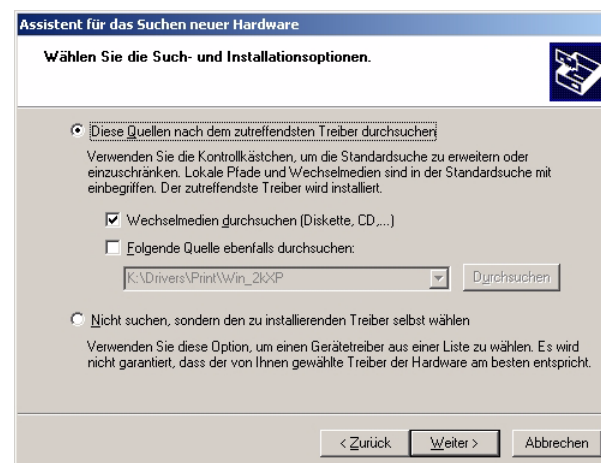 Assistent für das Suchen neuer Hardware
Wählen Sie die Such- und Installationsoptionen.
Diese Quellen nach dem zutreffendsten Treiber durchsuchen
Verwenden Sie die Kontrollkästchen, um die Standardsuche zu erweitern oder
einzuschränken. Lokale Pfade und Wechselmedien sind in der Standardsuche mit
einbegriffen. Der zutreffendste Treiber wird installiert.
Wechselmedien durchsuchen (Diskette, CD,...)
Folgende Quelle ebenfalls durchsuchen:
K:\Drivers\Print\Win_2kXP
Durchsuchen
Nicht suchen, sondern den zu installierenden Treiber selbst wählen
Verwenden Sie diese Option, um einen Gerätetreiber aus einer Liste zu wählen. Es wird
nicht garantiert, dass der von Ihnen gewählte Treiber der Hardware am besten entspricht.
< Zurück
Weiter >
Abbrechen